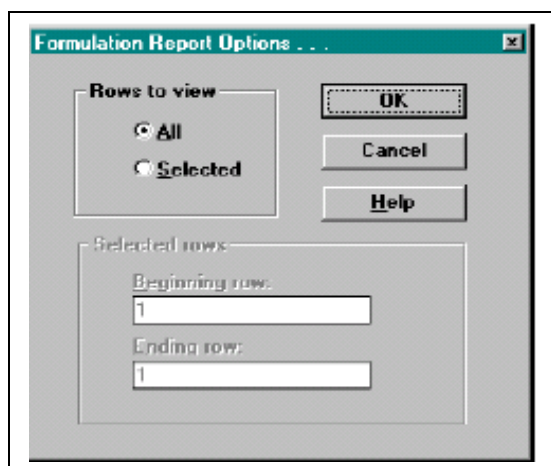 Formulation Report Options . . .
Rows to view
All
Selected
OK
Cancel
Help
Selected rows
Beginning row:
1
Ending row:
1